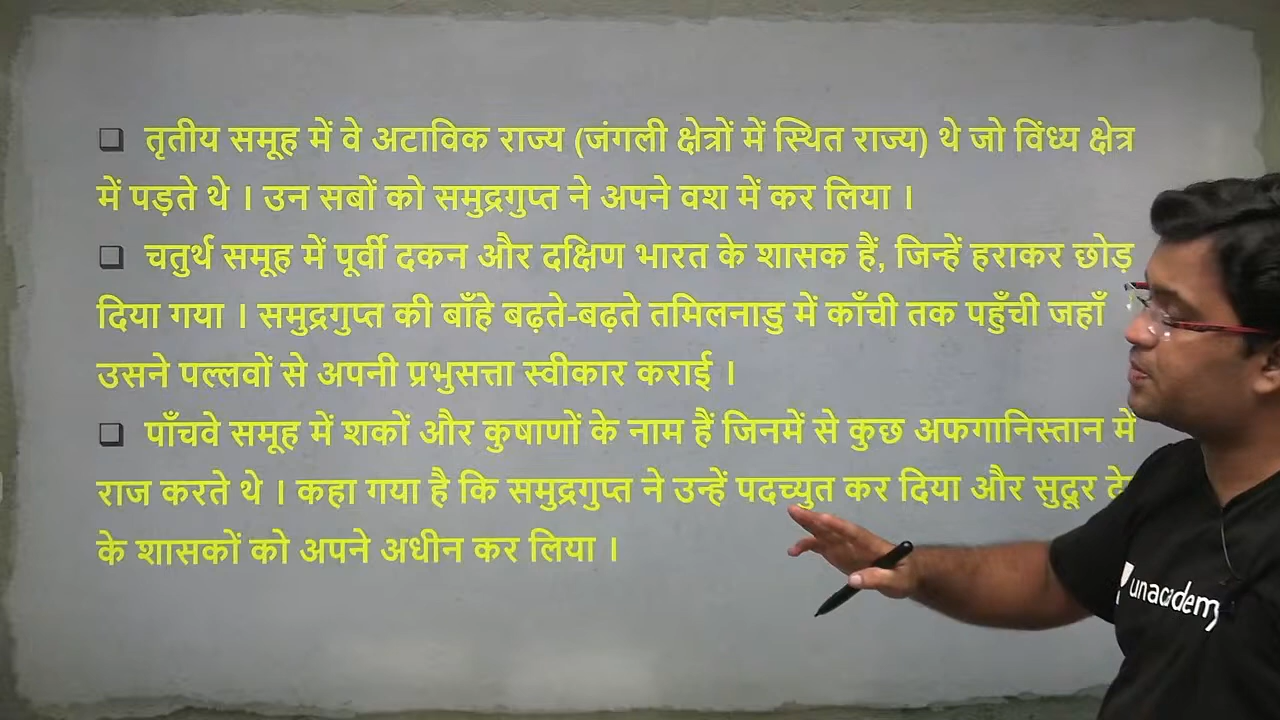 ❑ तृतीय समूह में वे अटाविक राज्य (जंगली क्षेत्रों में स्थित राज्य) थे जो विंध्य क्षेत्र
में पड़ते थे । उन सबों को समुद्रगुप्त ने अपने वश में कर लिया ।
❑ चतुर्थ समूह में पूर्वी दकन और दक्षिण भारत के शासक हैं, जिन्हें हराकर छोड़
दिया गया । समुद्रगुप्त की बाँहे बढ़ते-बढ़ते तमिलनाडु में काँची तक पहुँची जहाँ
उसने पल्लवों से अपनी प्रभुसत्ता स्वीकार कराई ।
❑ पाँचवे समूह में शकों और कुषाणों के नाम हैं जिनमें से कुछ अफगानिस्तान में
राज करते थे । कहा गया है कि समुद्रगुप्त ने उन्हें पदच्युत कर दिया और सुदूर
के शासकों को अपने अधीन कर लिया ।
unacademy